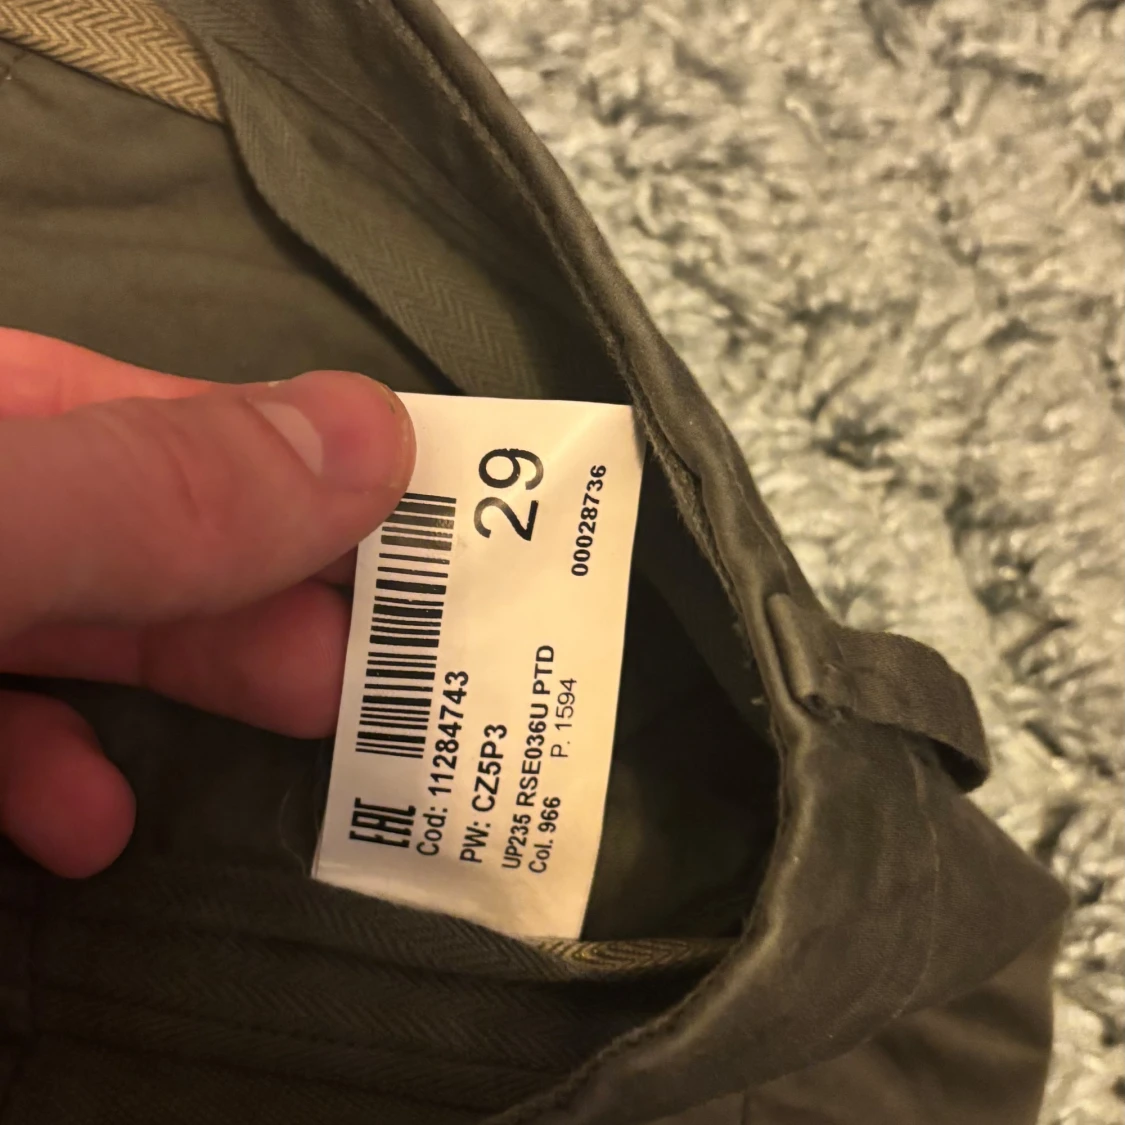 29
00028736
EAC
Cod: 11284743
PW: CZ5P3
UP235 RSE036U PTD
Col. 966 P. 1594